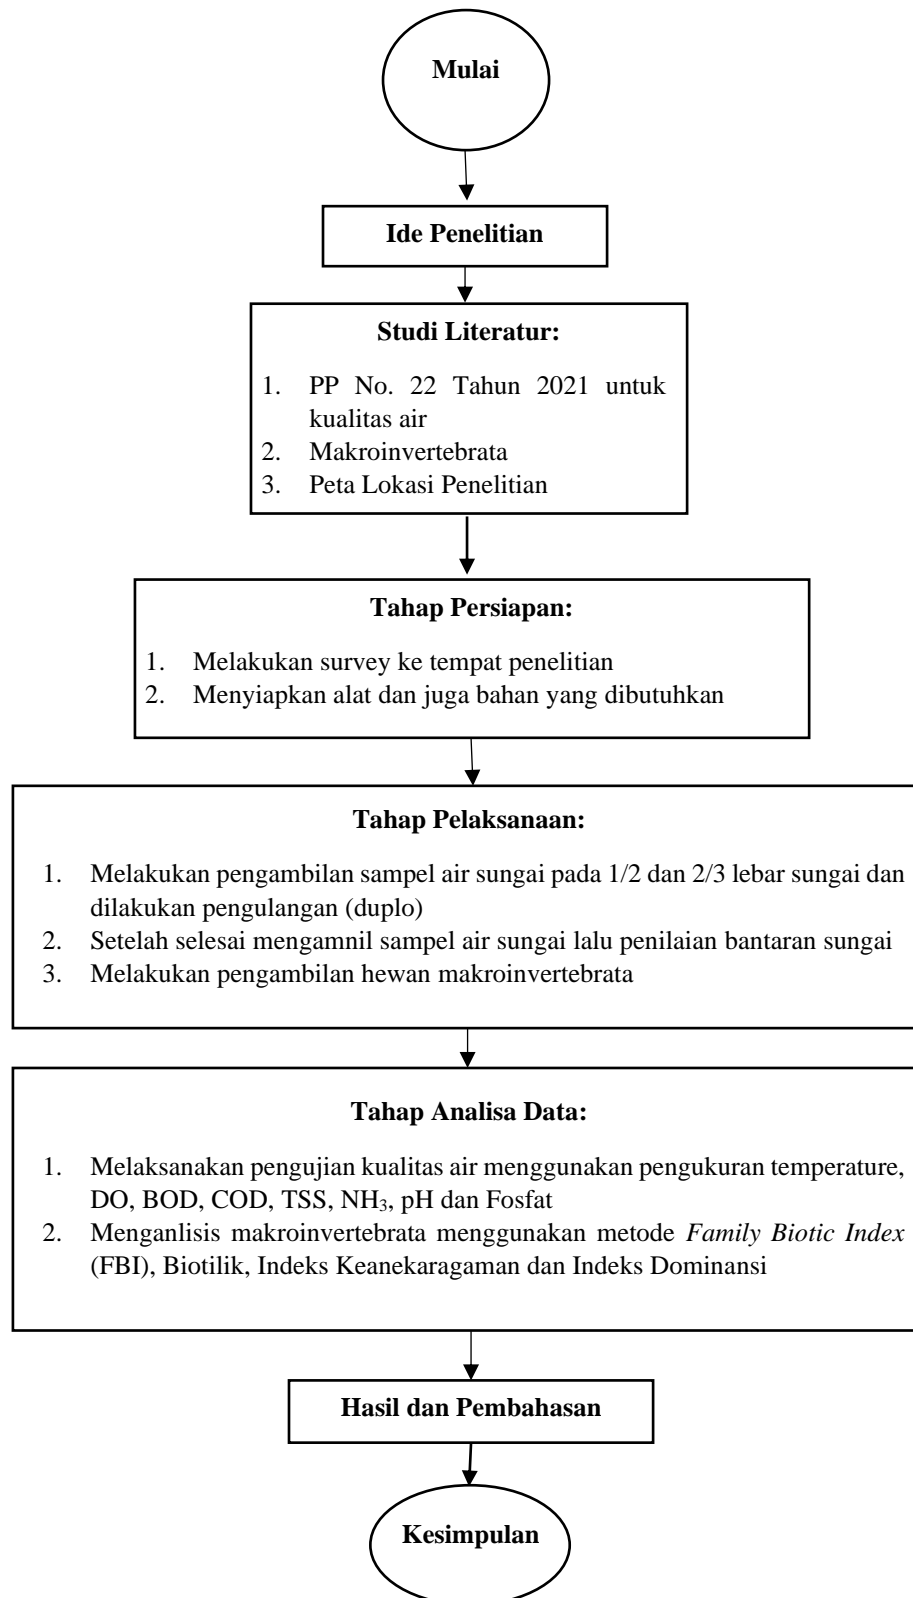 Mulai
Ide Penelitian
Studi Literatur:
1. PP No. 22 Tahun 2021 untuk
kualitas air
2. Makroinvertebrata
3. Peta Lokasi Penelitian
Tahap Persiapan:
1. Melakukan survey ke tempat penelitian
2. Menyiapkan alat dan juga bahan yang dibutuhkan
Tahap Pelaksanaan:
1. Melakukan pengambilan sampel air sungai pada 1/2 dan 2/3 lebar sungai dan
dilakukan pengulangan (duplo)
2. Setelah selesai mengamnil sampel air sungai lalu penilaian bantaran sungai
3. Melakukan pengambilan hewan makroinvertebrata
Tahap Analisa Data:
1. Melaksanakan pengujian kualitas air menggunakan pengukuran temperature,
DO, BOD, COD, TSS, NH₃, pH dan Fosfat
2. Menganlisis makroinvertebrata menggunakan metode Family Biotic Index
(FBI), Biotilik, Indeks Keanekaragaman dan Indeks Dominansi
Hasil dan Pembahasan
Kesimpulan